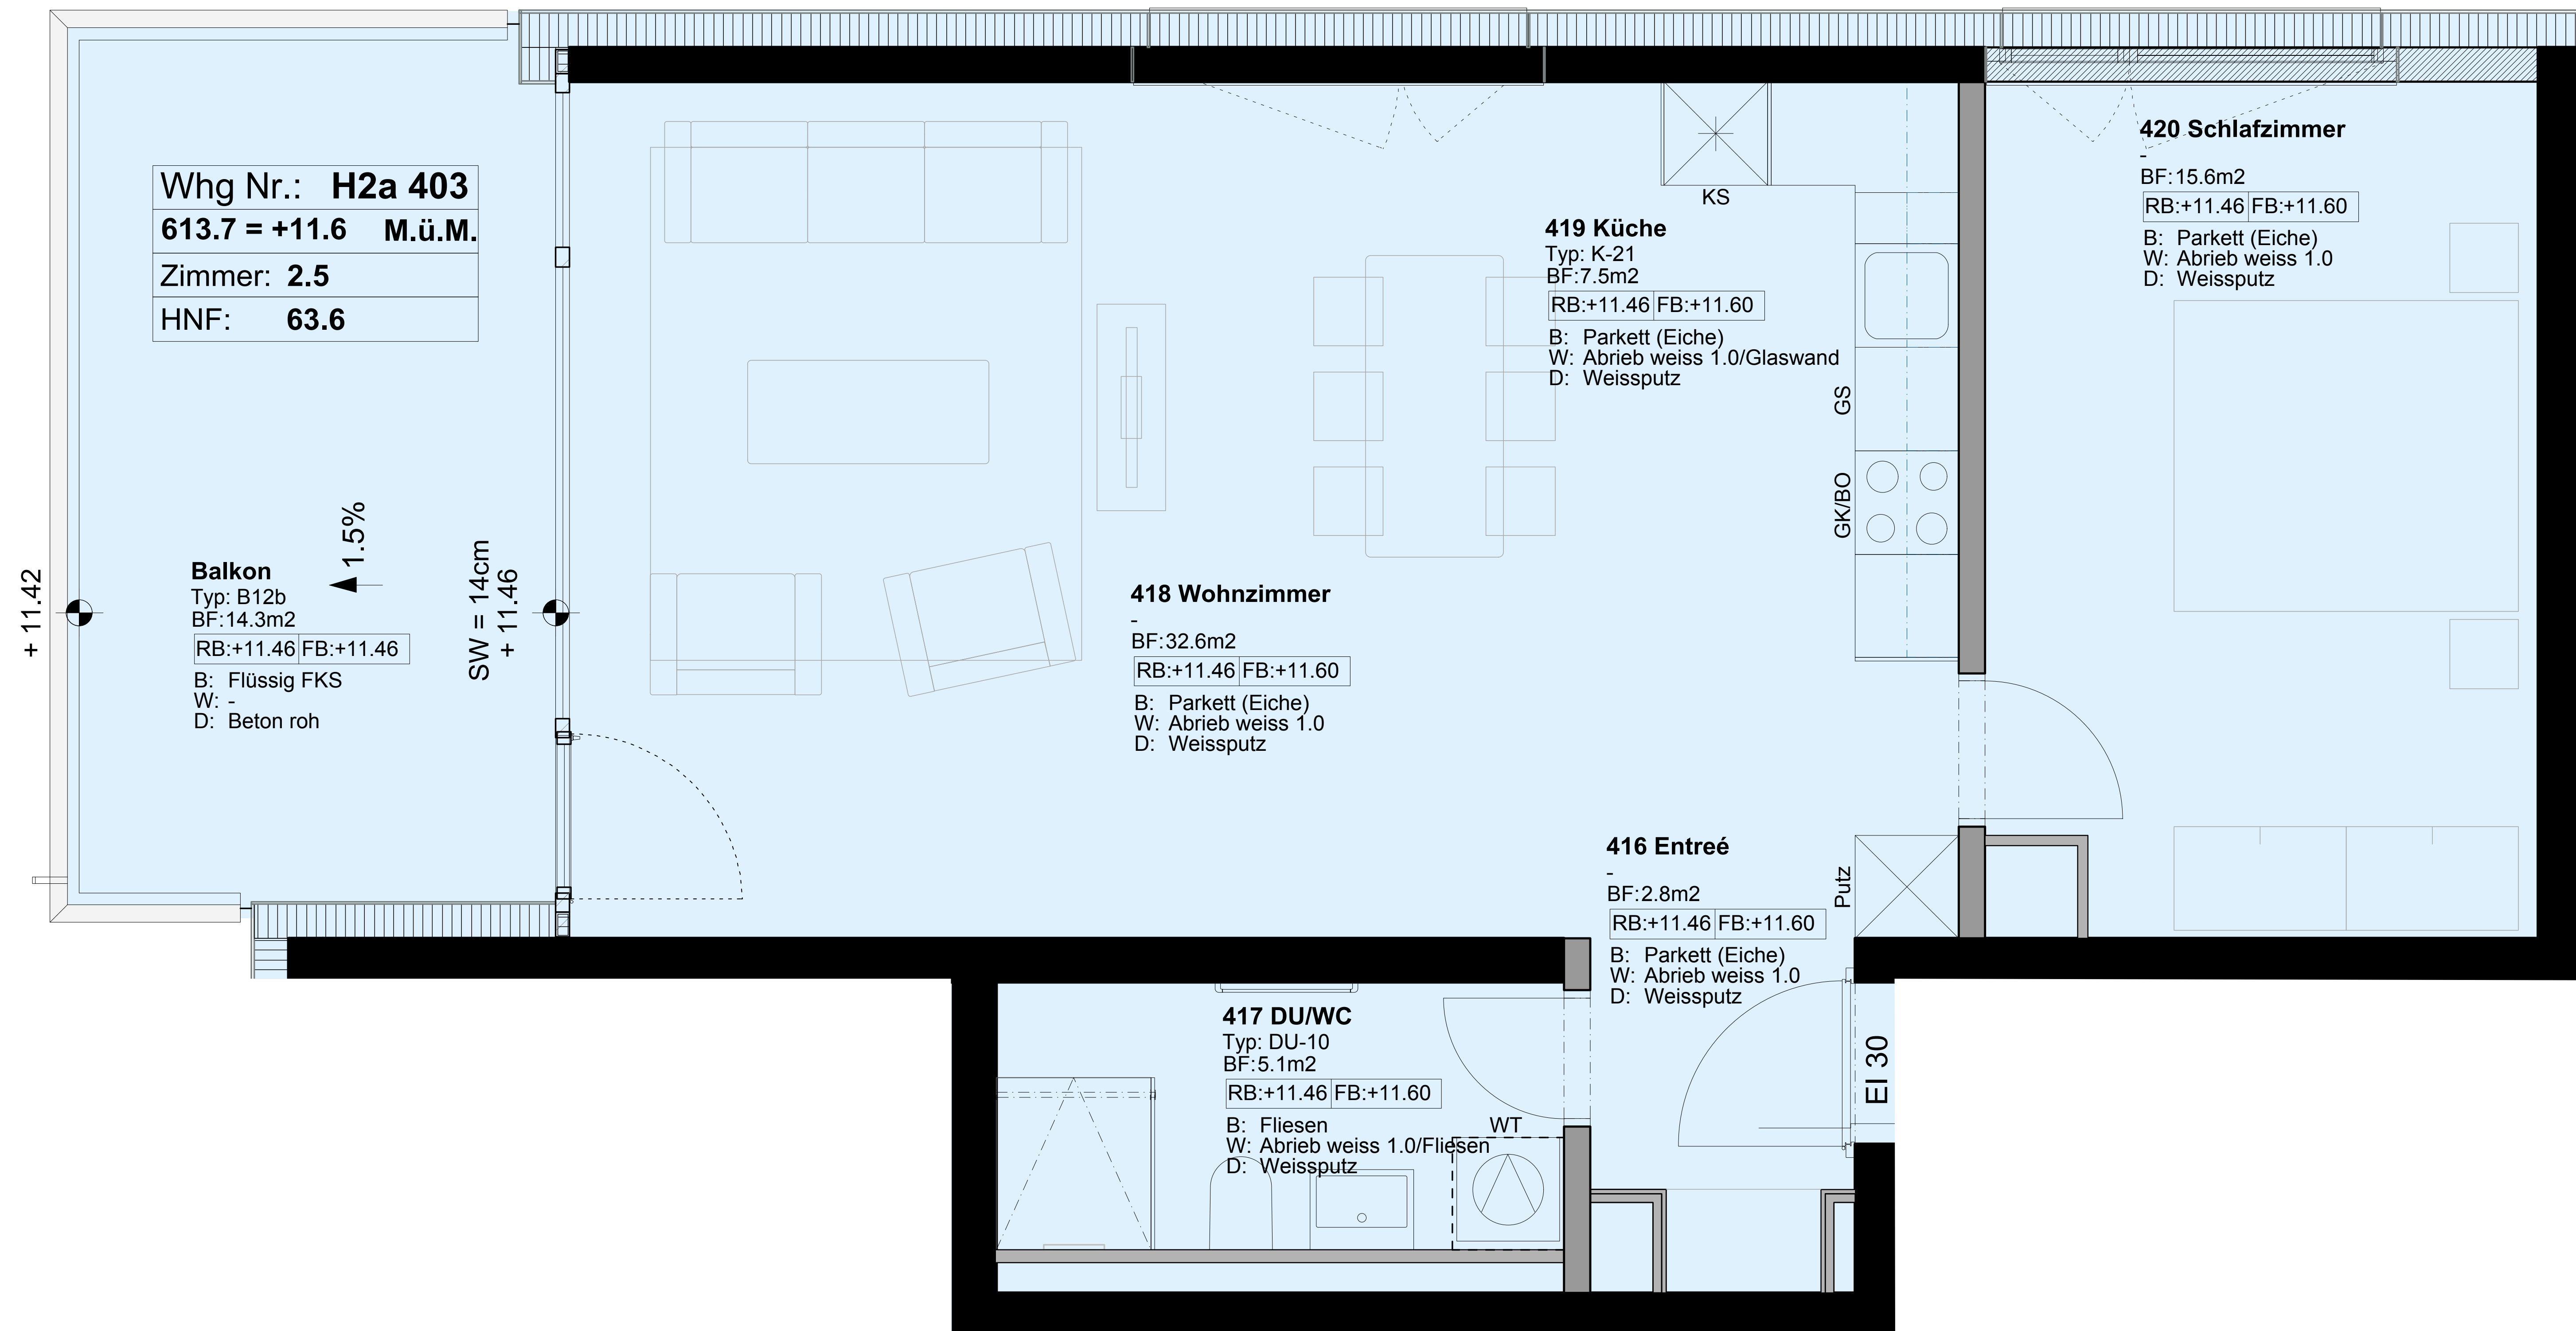 Whg Nr.: H2a 403
613.7 = +11.6 M.ü.M.
Zimmer: 2.5
HNF: 63.6
+ 11.42
Balkon
Typ: B12b
BF:14.3m2
RB:+11.46 FB:+11.46
B: Flüssig FKS
W: -
D: Beton roh
1.5%
SW = 14cm
+ 11.46
418 Wohnzimmer
-
BF:32.6m2
RB:+11.46 FB:+11.60
B: Parkett (Eiche)
W: Abrieb weiss 1.0
D: Weissputz
KS
419 Küche
Typ: K-21
BF:7.5m2
RB:+11.46 FB:+11.60
B: Parkett (Eiche)
W: Abrieb weiss 1.0/Glaswand
D: Weissputz
GS
GK/BO
420 Schlafzimmer
-
BF:15.6m2
RB:+11.46 FB:+11.60
B: Parkett (Eiche)
W: Abrieb weiss 1.0
D: Weissputz
416 Entreé
-
BF:2.8m2
RB:+11.46 FB:+11.60
B: Parkett (Eiche)
W: Abrieb weiss 1.0
D: Weissputz
Putz
EI 30
417 DU/WC
Typ: DU-10
BF:5.1m2
RB:+11.46 FB:+11.60
B: Fliesen
W: Abrieb weiss 1.0/Fliesen
D: Weissputz
WT